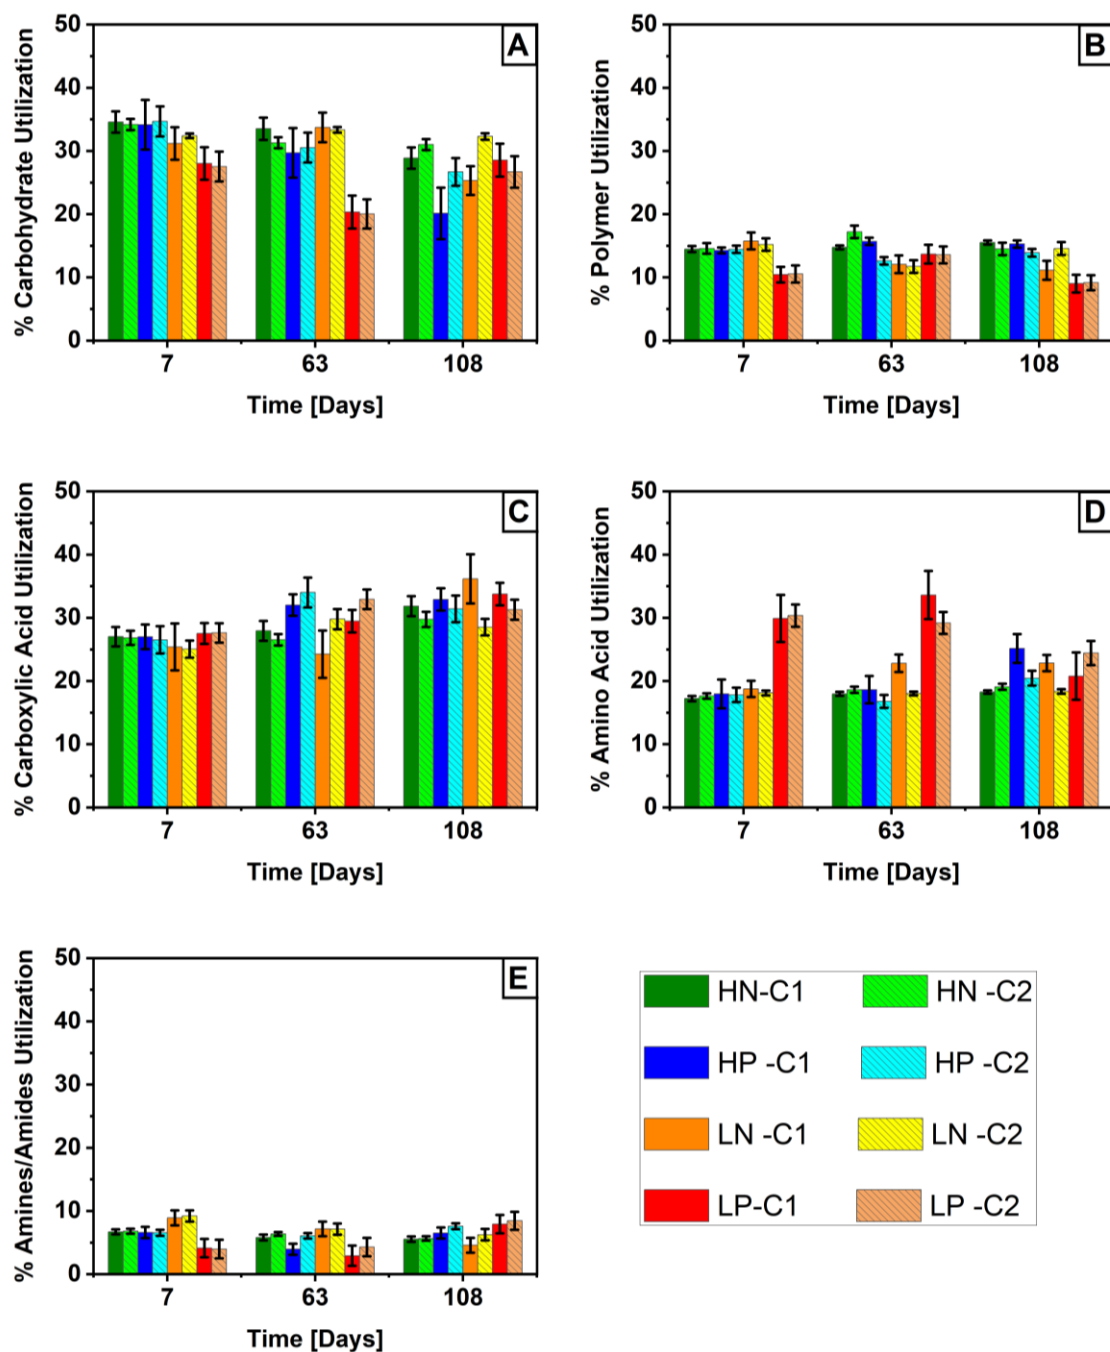 A
% Carbohydrate Utilization
50
40
30
20
10
0
7
63
108
Time [Days]
B
% Polymer Utilization
50
40
30
20
10
0
7
63
108
Time [Days]
C
% Carboxylic Acid Utilization
50
40
30
20
10
0
7
63
108
Time [Days]
D
% Amino Acid Utilization
50
40
30
20
10
0
7
63
108
Time [Days]
E
% Amines/Amides Utilization
50
40
30
20
10
0
7
63
108
Time [Days]
HN-C1 HN -C2
HP -C1 HP -C2
LN -C1 LN -C2
LP-C1 LP -C2